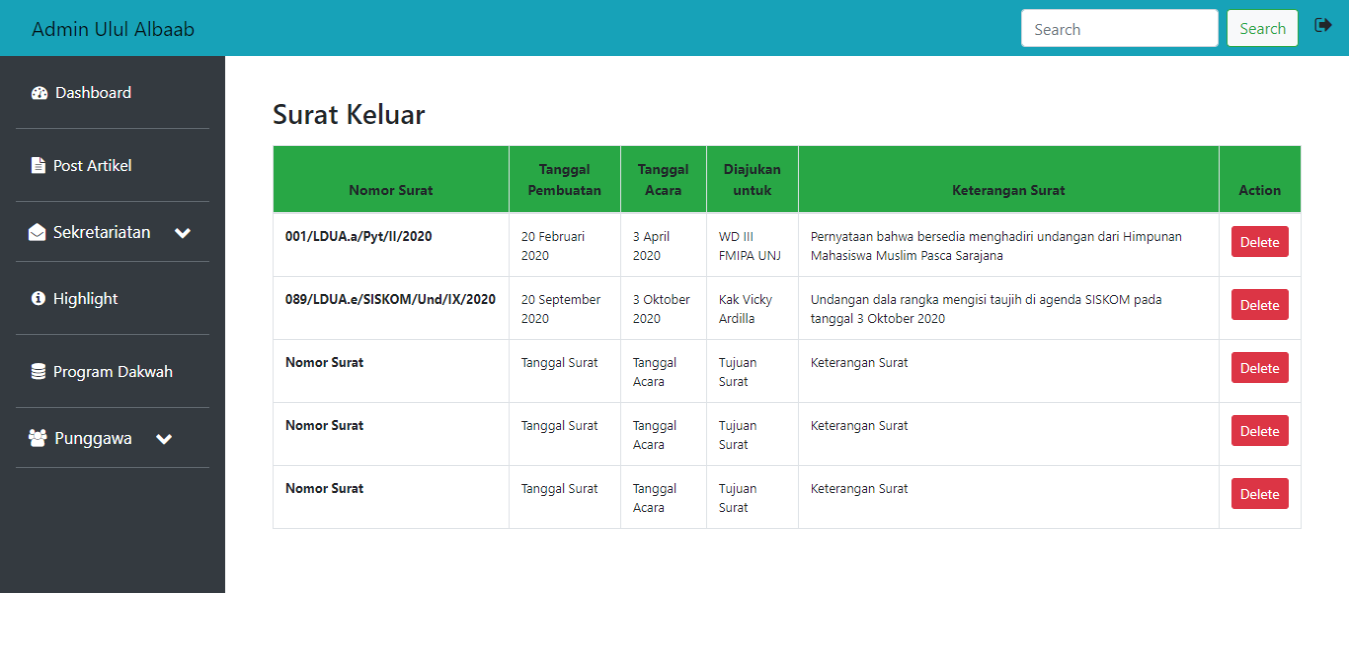 Admin Ulul Albaab
Search
Search
Dashboard
Post Artikel
Sekretariatan
Highlight
Program Dakwah
Punggawa
Surat Keluar
Nomor Surat
Tanggal
Pembuatan
Tanggal
Acara
Diajukan
untuk
Keterangan Surat
Action
001/LDUA.a/Pyt/II/2020
20 Februari
2020
3 April
2020
WD III
FMIPA UNJ
Pernyataan bahwa bersedia menghadiri undangan dari Himpunan
Mahasiswa Muslim Pasca Sarajana
Delete
089/LDUA.e/SISKOM/Und/IX/2020
20 September
2020
3 Oktober
2020
Kak Vicky
Ardilla
Undangan dala rangka mengisi taujih di agenda SISKOM pada
tanggal 3 Oktober 2020
Delete
Nomor Surat
Tanggal Surat
Tanggal
Acara
Tujuan
Surat
Keterangan Surat
Delete
Nomor Surat
Tanggal Surat
Tanggal
Acara
Tujuan
Surat
Keterangan Surat
Delete
Nomor Surat
Tanggal Surat
Tanggal
Acara
Tujuan
Surat
Keterangan Surat
Delete